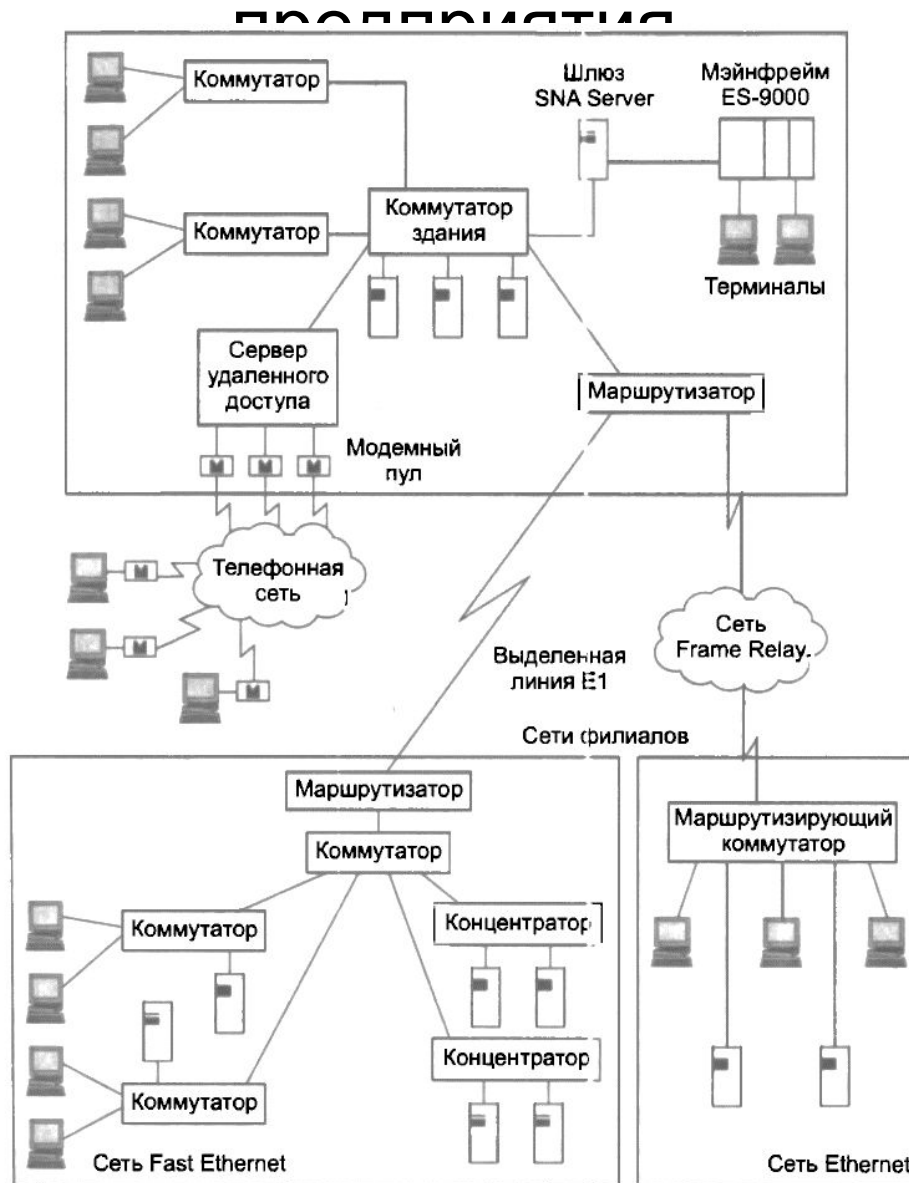 предприятия
Коммутатор
Шлюз
SNA Server
Мэйнфрейм
ES-9000
Коммутатор
Коммутатор
здания
Терминалы
Сервер
удаленного
доступа
Маршрутизатор
М
М
М
Модемный
пул
Телефонная
сеть
М
М
М
Сеть
Frame Relay
Выделенная
линия E1
Сети филиалов
Маршрутизатор
Коммутатор
Маршрутизирующий
коммутатор
Коммутатор
Концентратор
Концентратор
Коммутатор
Сеть Fast Ethernet
Сеть Ethernet